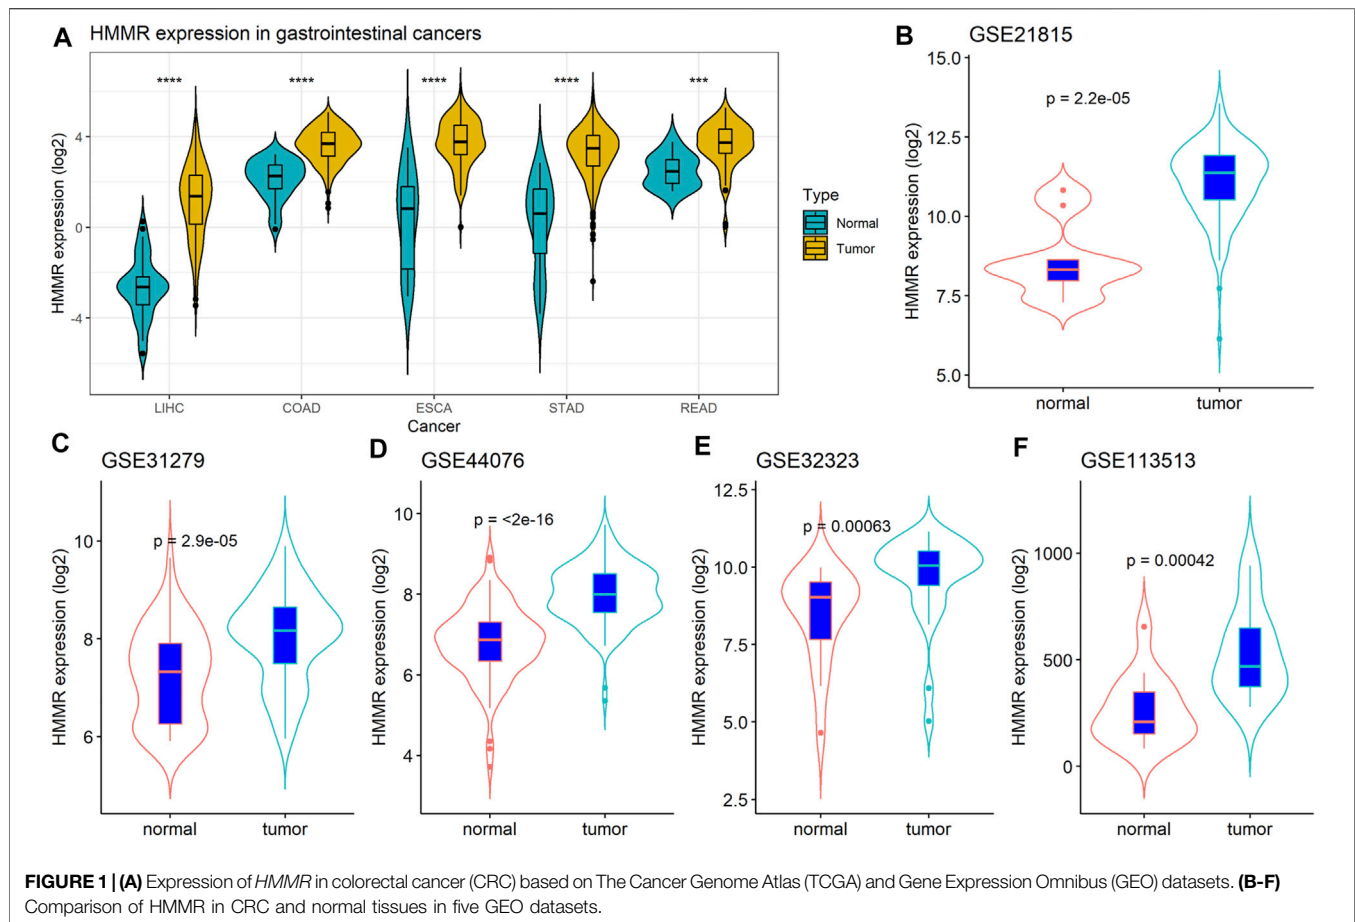 A
HMMR expression in gastrointestinal cancers
HMMR expression (log2)
4
0
-4
****
****
****
****
***
LIHC
COAD
ESCA
STAD
READ
Cancer
Type
Normal
Tumor
B
GSE21815
HMMR expression (log2)
15.0
12.5
10.0
7.5
5.0
p = 2.2e-05
normal
tumor
C
GSE31279
HMMR expression (log2)
10
8
6
p = 2.9e-05
normal
tumor
D
GSE44076
HMMR expression (log2)
10
8
6
4
p = <2e-16
normal
tumor
E
GSE32323
HMMR expression (log2)
12.5
10.0
7.5
5.0
2.5
p = 0.00063
normal
tumor
F
GSE113513
HMMR expression (log2)
1000
500
0
p = 0.00042
normal
tumor
FIGURE 1 | (A) Expression of HMMR in colorectal cancer (CRC) based on The Cancer Genome Atlas (TCGA) and Gene Expression Omnibus (GEO) datasets. (B-F)
Comparison of HMMR in CRC and normal tissues in five GEO datasets.